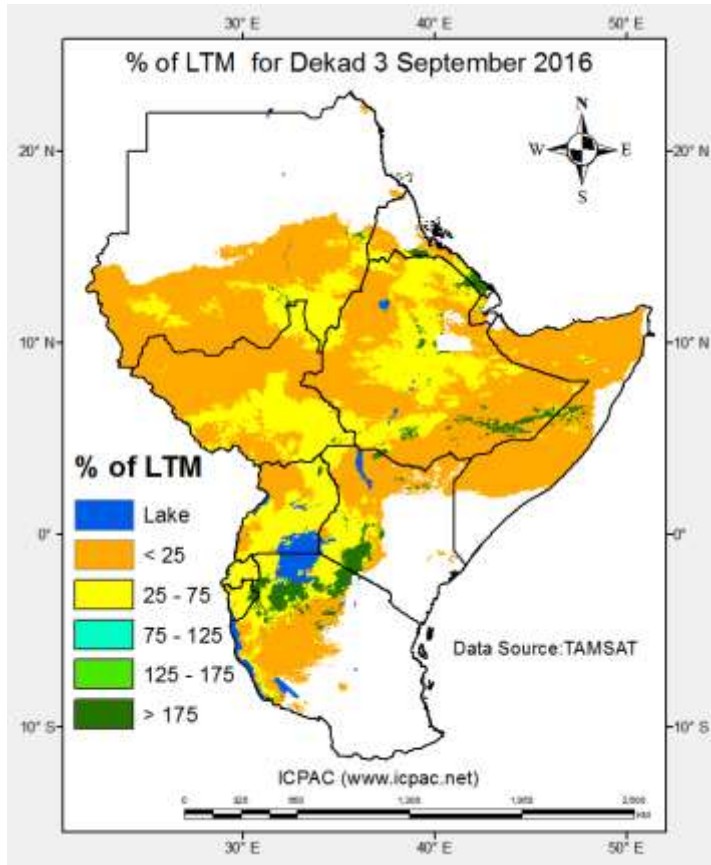 30° E 40° E 50° E
% of LTM for Dekad 3 September 2016
N
W E
S
20° N 20° N
10° N 10° N
% of LTM
Lake
< 25
25 - 75
75 - 125
125 - 175
> 175
0° 0°
Data Source:TAMSAT
10° S 10° S
ICPAC (www.icpac.net)
0
KM
30° E 40° E 50° E